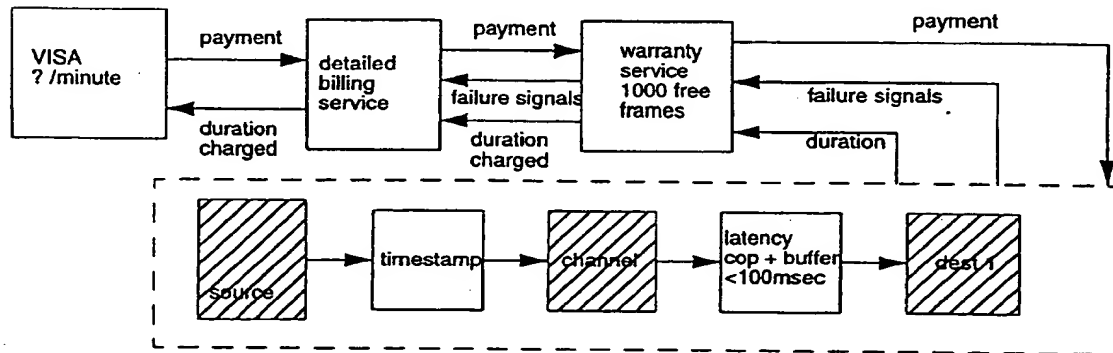 VISA
? /minute
payment
duration
charged
detailed
billing
service
payment
failure signals
duration
charged
warranty
service
1000 free
frames
payment
failure signals
duration
source
timestamp
channel
latency
cop + buffer
<100msec
dest 1